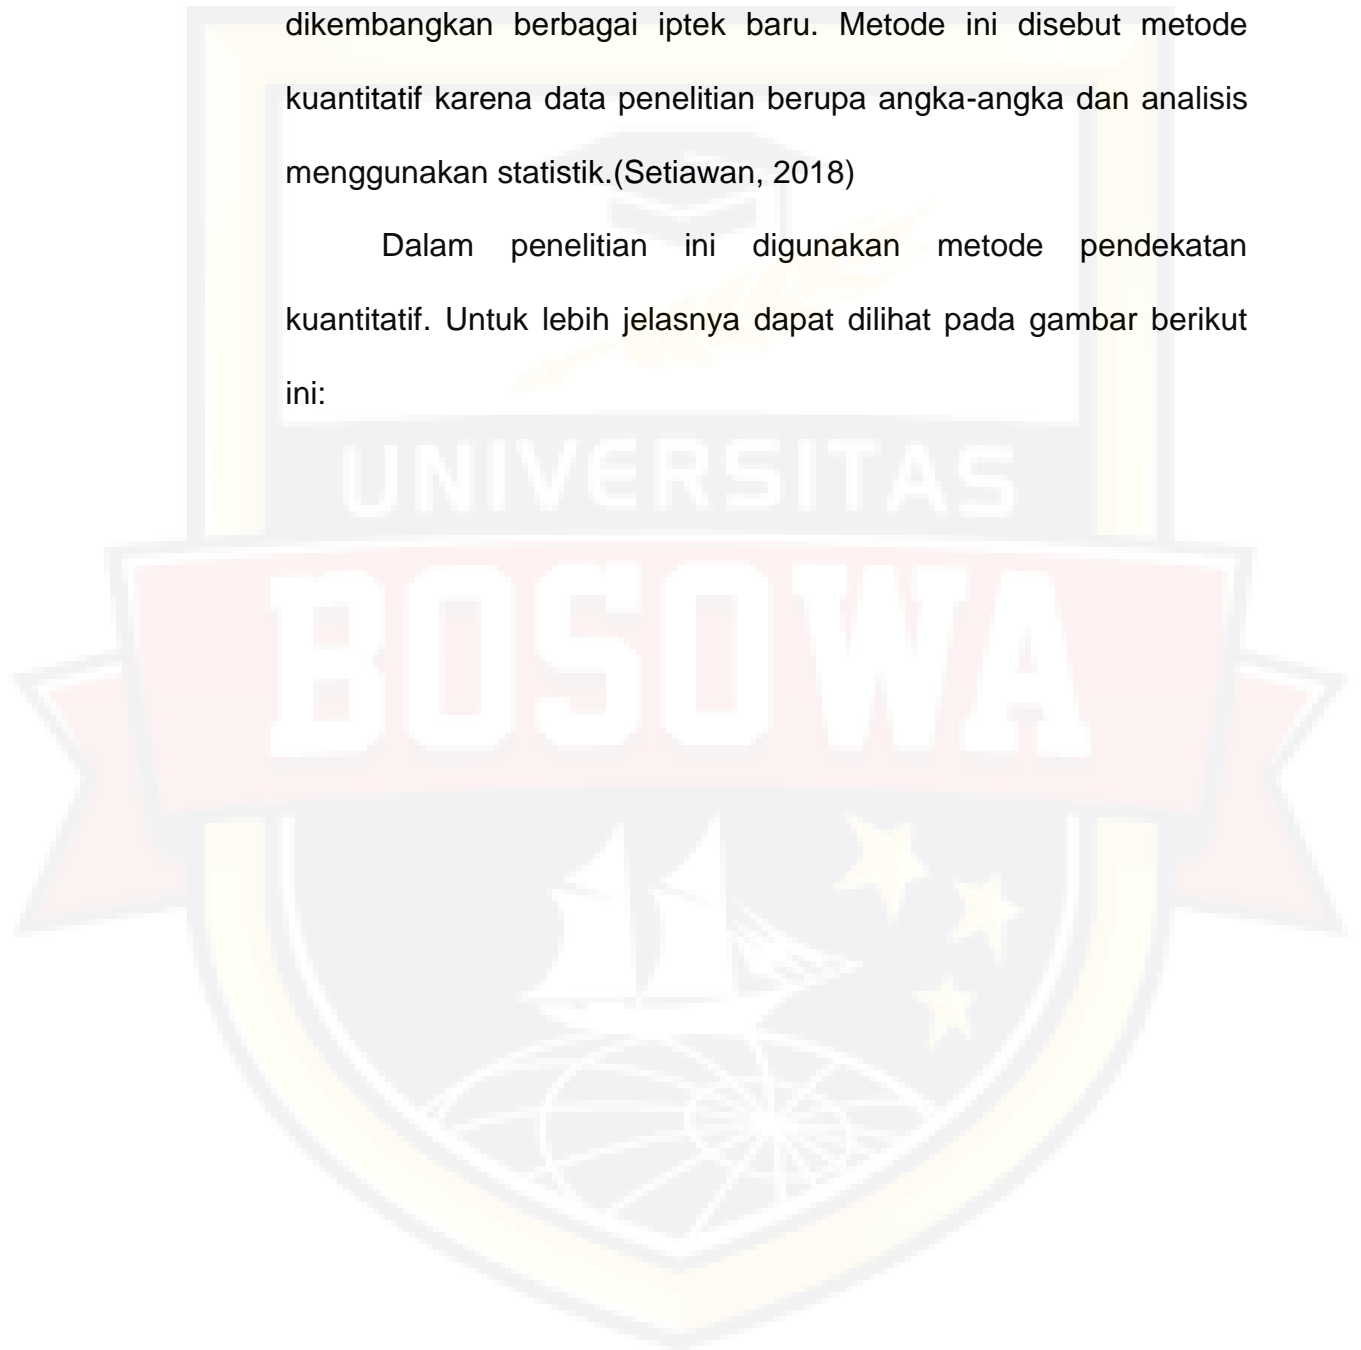 dikembangkan berbagai iptek baru. Metode ini disebut metode
kuantitatif karena data penelitian berupa angka-angka dan analisis
menggunakan statistik.(Setiawan, 2018)
Dalam penelitian ini digunakan metode pendekatan
kuantitatif. Untuk lebih jelasnya dapat dilihat pada gambar berikut
ini:
UNIVERSITAS
BOSOWA